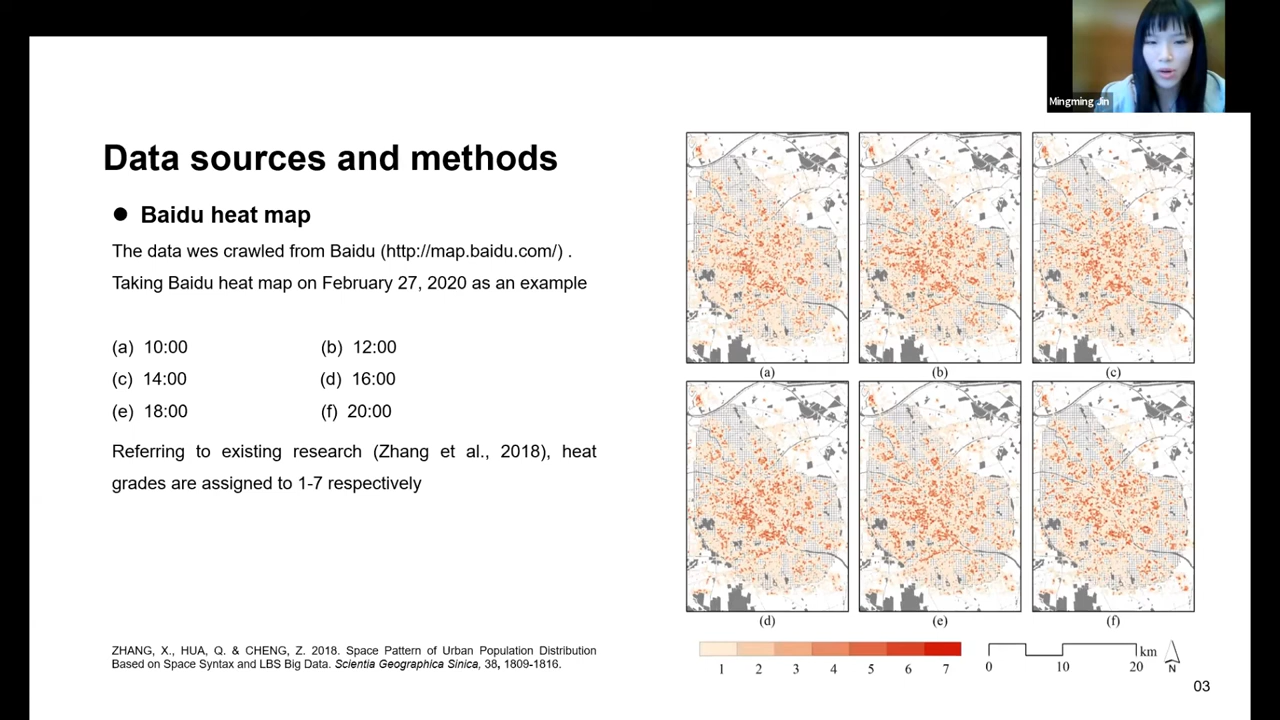 Mingming Jin
Data sources and methods
● Baidu heat map
The data was crawled from Baidu (http://map.baidu.com/) .
Taking Baidu heat map on February 27, 2020 as an example
(a) 10:00 (b) 12:00
(c) 14:00 (d) 16:00
(e) 18:00 (f) 20:00
Referring to existing research (Zhang et al., 2018), heat
grades are assigned to 1-7 respectively
ZHANG, X., HUA, Q. & CHENG, Z. 2018. Space Pattern of Urban Population Distribution
Based on Space Syntax and LBS Big Data. Scientia Geographica Sinica, 38, 1809-1816.
(a) (b) (c)
(d) (e) (f)
1 2 3 4 5 6 7
km
0 10 20
N
03